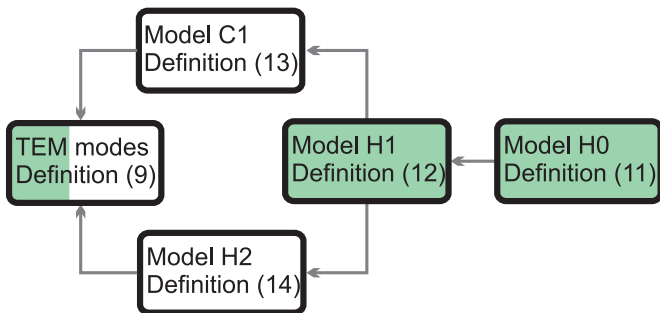 Model C1
Definition (13)
TEM modes
Definition (9)
Model H1
Definition (12)
Model H0
Definition (11)
Model H2
Definition (14)